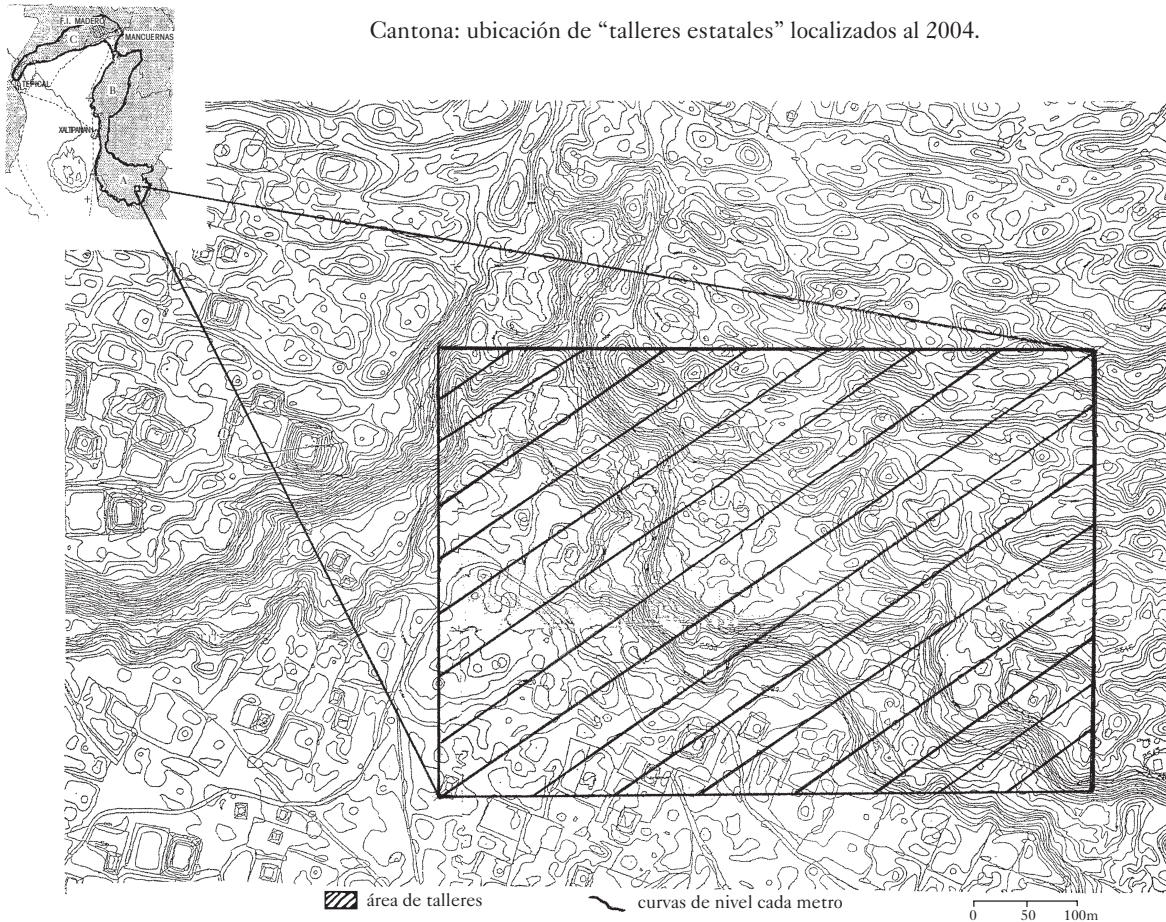 Cantona: ubicación de “talleres estatales” localizados al 2004.
F.I. MADERO
MANCUERNAS
C
TEPICAL
B
A
área de talleres
curvas de nivel cada metro
0 50 100m